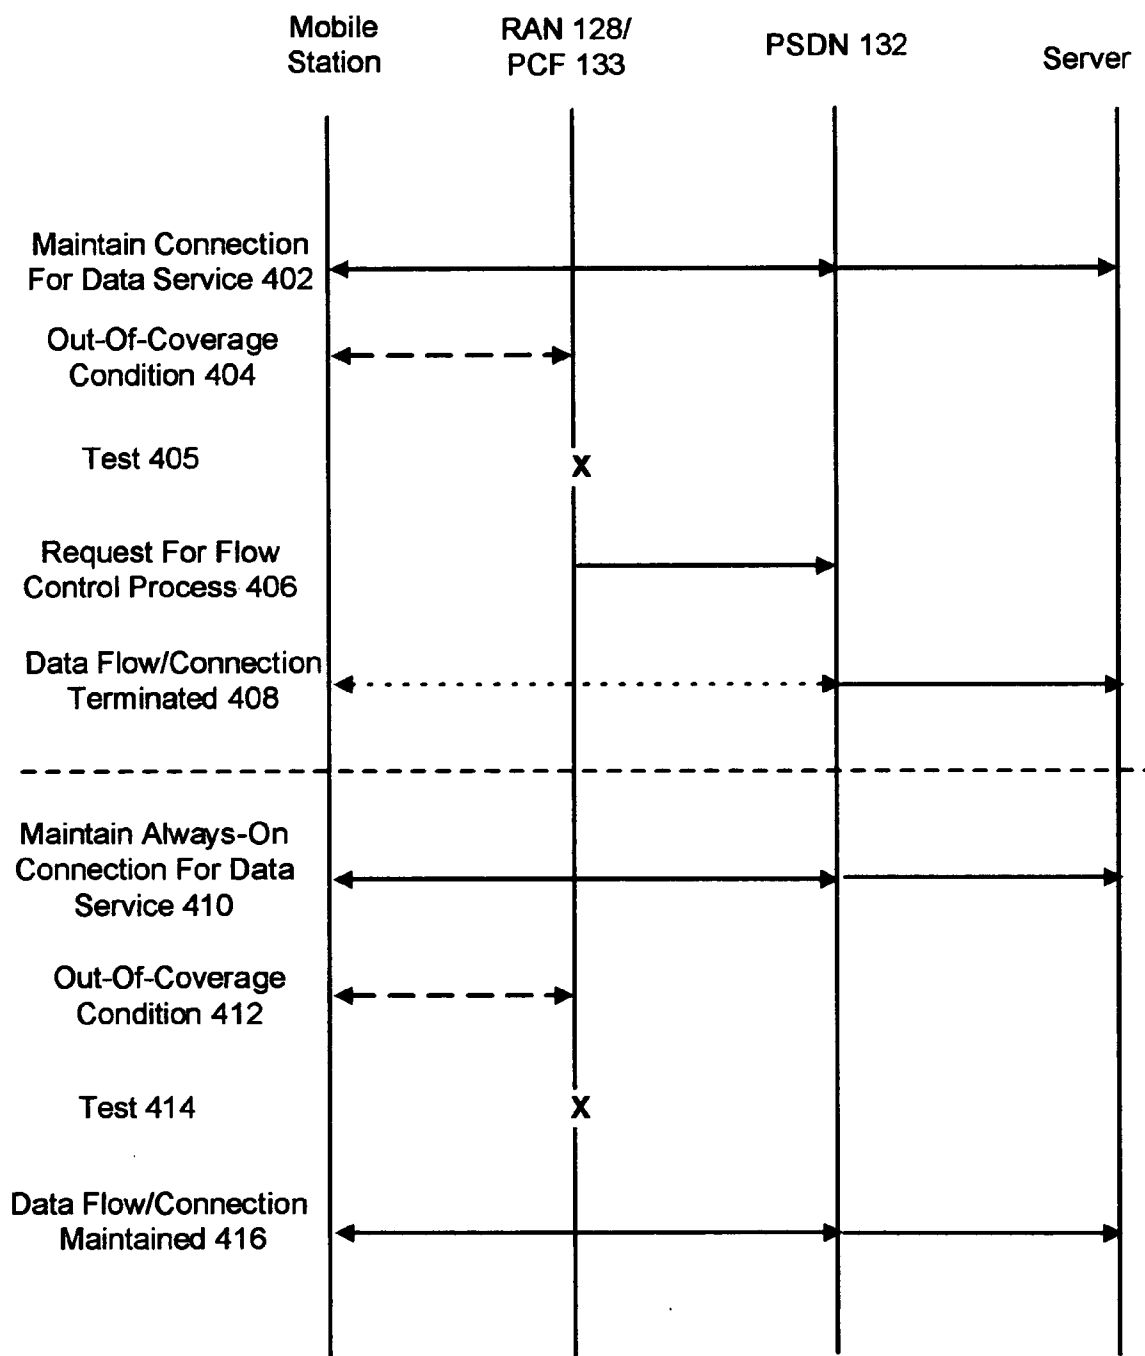 Mobile
Station
RAN 128/
PCF 133
PSDN 132
Server
Maintain Connection
For Data Service 402
Out-Of-Coverage
Condition 404
Test 405
X
Request For Flow
Control Process 406
Data Flow/Connection
Terminated 408
Maintain Always-On
Connection For Data
Service 410
Out-Of-Coverage
Condition 412
Test 414
X
Data Flow/Connection
Maintained 416